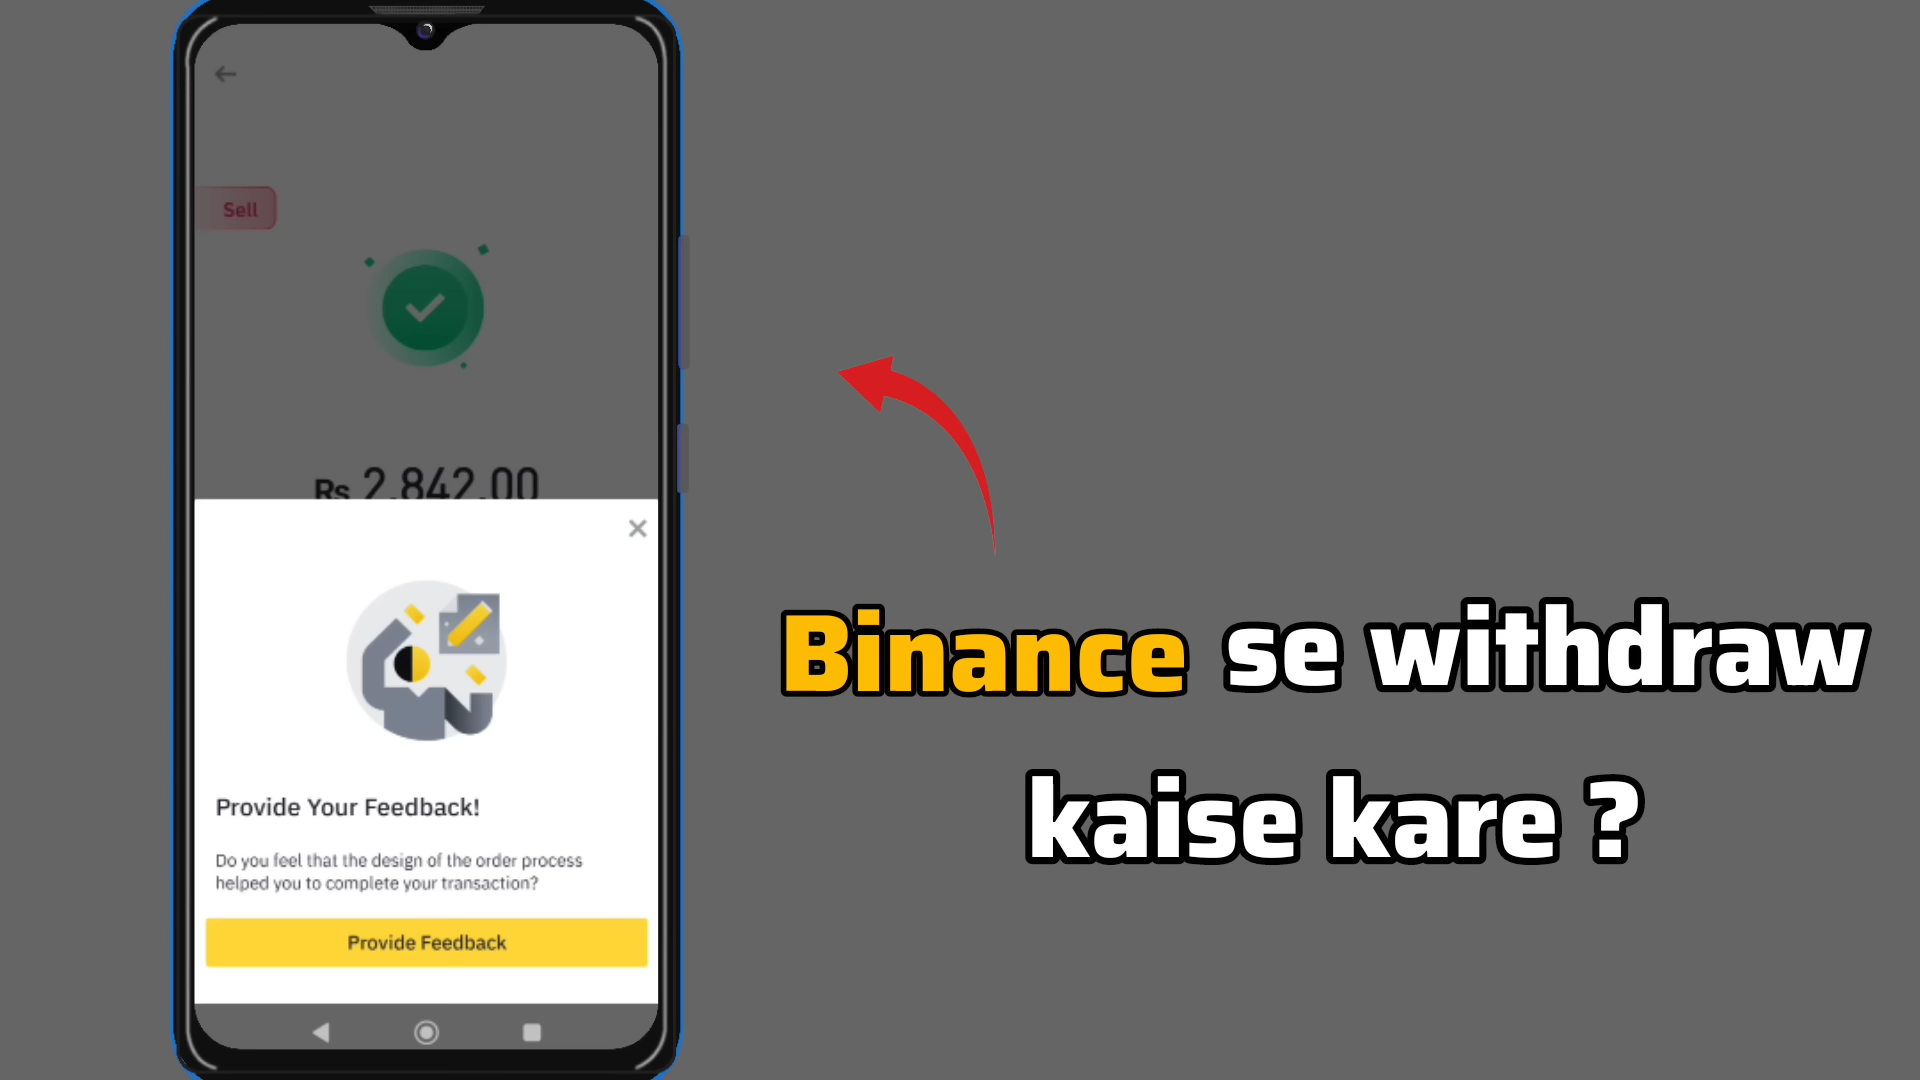 Sell
Rs 2,842.00
Provide Your Feedback!
Do you feel that the design of the order process
helped you to complete your transaction?
Provide Feedback
Binance se withdraw
kaise kare ?